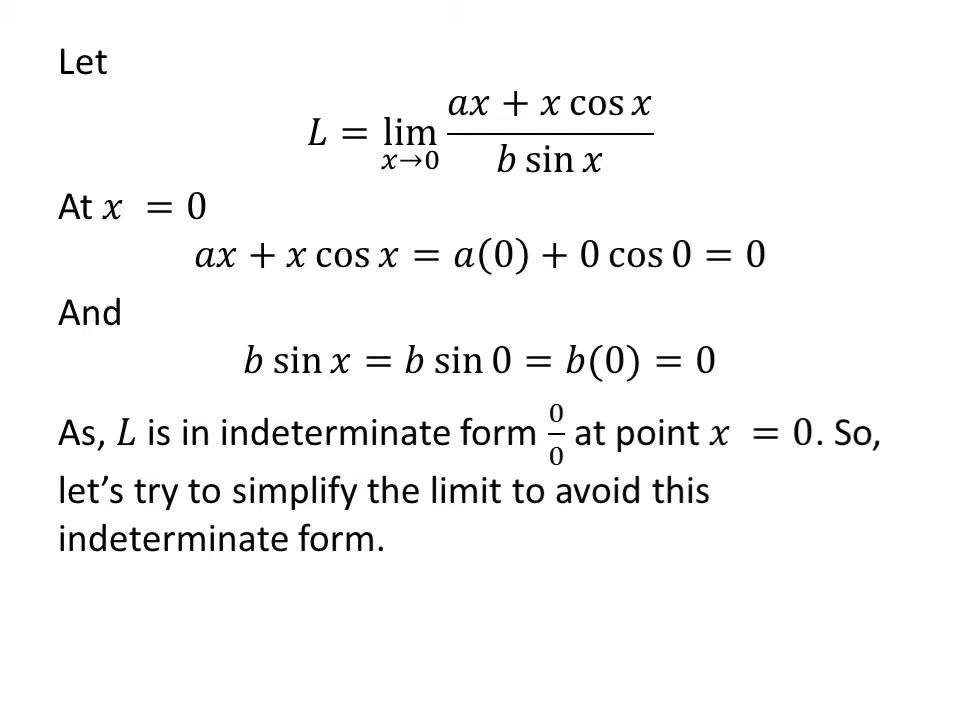 Let
L = lim x→0 (ax + x cos x)/(b sin x)
At x = 0
ax + x cos x = a(0) + 0 cos 0 = 0
And
b sin x = b sin 0 = b(0) = 0
As, L is in indeterminate form 0/0 at point x = 0. So,
let’s try to simplify the limit to avoid this
indeterminate form.